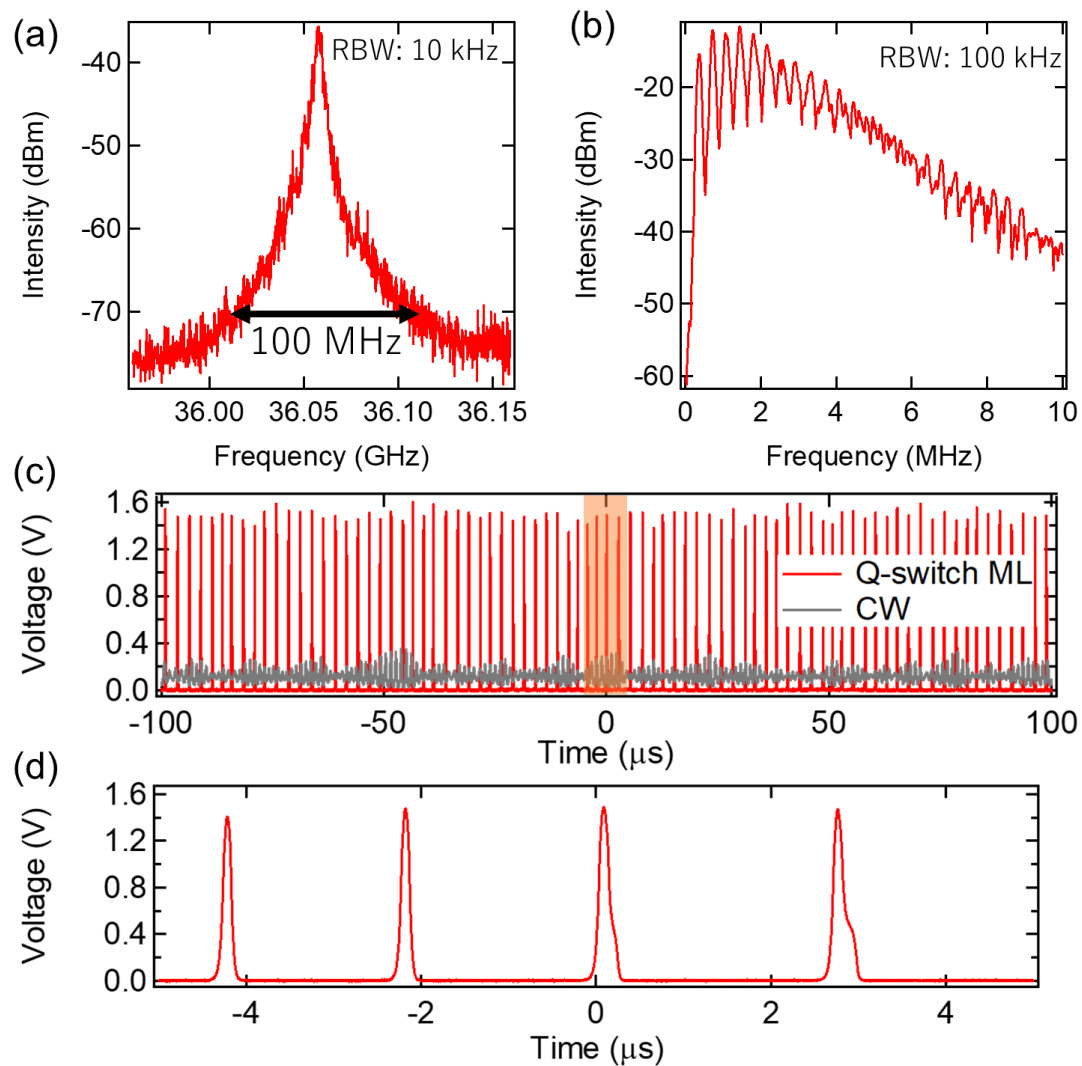 (a)
RBW: 10 kHz
-40
-50
-60
-70
Intensity (dBm)
100 MHz
36.00
36.05
36.10
36.15
Frequency (GHz)
(b)
RBW: 100 kHz
-20
-30
-40
-50
-60
Intensity (dBm)
0
2
4
6
8
10
Frequency (MHz)
(c)
1.6
1.2
0.8
0.4
0.0
Voltage (V)
Q-switch ML
CW
-100
-50
0
50
100
Time (μs)
(d)
1.6
1.2
0.8
0.4
0.0
Voltage (V)
-4
-2
0
2
4
Time (μs)